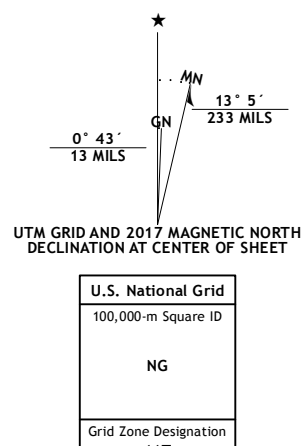 ★
MN
GN
13° 5´
233 MILS
0° 43´
13 MILS
UTM GRID AND 2017 MAGNETIC NORTH
DECLINATION AT CENTER OF SHEET
U.S. National Grid
100,000-m Square ID
NG
Grid Zone Designation